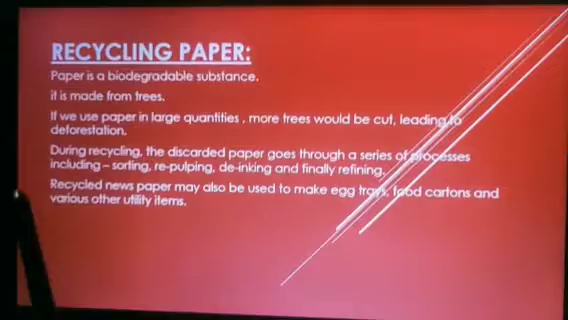 RECYCLING PAPER:
Paper is a biodegradable substance.
it is made from trees.
If we use paper in large quantities , more trees would be cut, leading to
deforestation.
During recycling, the discarded paper goes through a series of processes
including – sorting, re-pulping, de-inking and finally refining.
Recycled news paper may also be used to make egg trays, food cartons and
various other utility items.